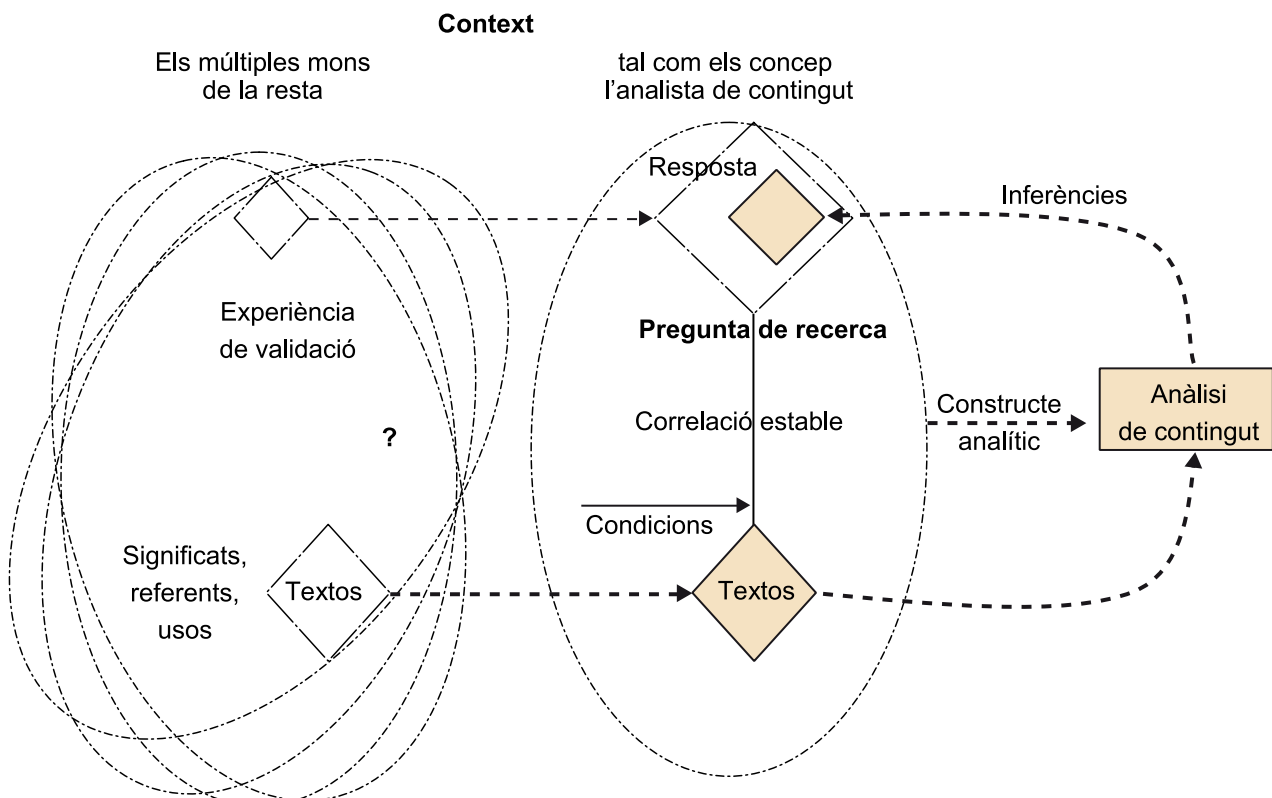 Context
Els múltiples mons
de la resta
tal com els concep
l'analista de contingut
Resposta
Inferències
Experiència
de validació
Pregunta de recerca
?
Correlació estable
Constructe
analític
Anàlisi
de contingut
Condicions
Significats,
referents,
usos
Textos
Textos